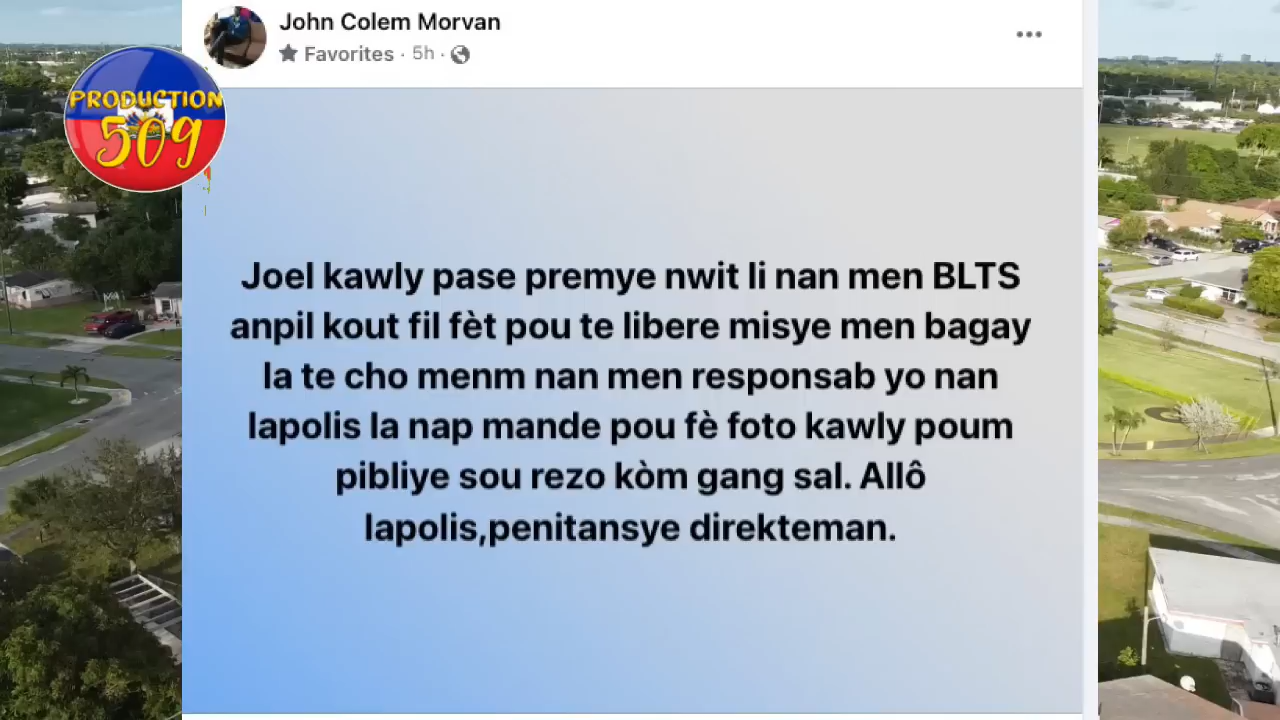 John Colem Morvan
Favorites · 5h ·
PRODUCTION
509
Joel kawly pase premye nwit li nan men BLTS
anpil kout fil fèt pou te libere misye men bagay
la te cho menm nan men responsab yo nan
lapolis la nap mande pou fè foto kawly poum
pibliye sou rezo kòm gang sal. Allô
lapolis,penitansye direkteman.